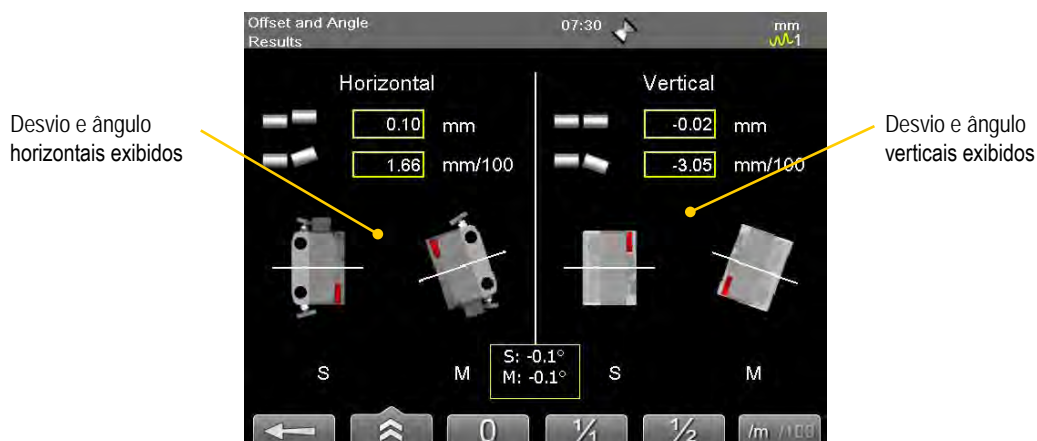 Offset and Angle
Results
07:30
mm
1
Horizontal
Vertical
0.10 mm
-0.02 mm
1.66 mm/100
-3.05 mm/100
Desvio e ângulo
horizontais exibidos
Desvio e ângulo
verticais exibidos
S: -0.1°
M: -0.1°
S
M
S
M
0
1/1
1/2
/m /100